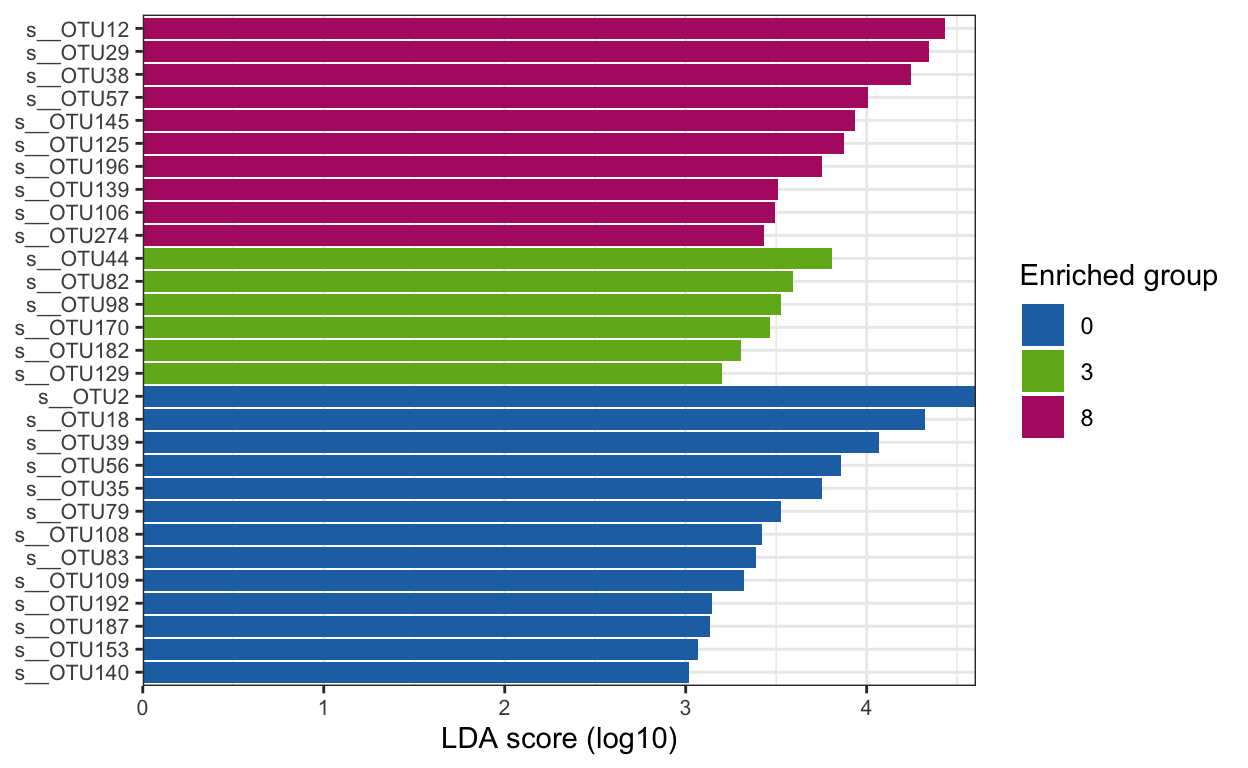 s__OTU12
s__OTU29
s__OTU38
s__OTU57
s__OTU145
s__OTU125
s__OTU196
s__OTU139
s__OTU106
s__OTU274
s__OTU44
s__OTU82
s__OTU98
s__OTU170
s__OTU182
s__OTU129
s__OTU2
s__OTU18
s__OTU39
s__OTU56
s__OTU35
s__OTU79
s__OTU108
s__OTU83
s__OTU109
s__OTU192
s__OTU187
s__OTU153
s__OTU140
0 1 2 3 4
LDA score (log10)
Enriched group
0
3
8